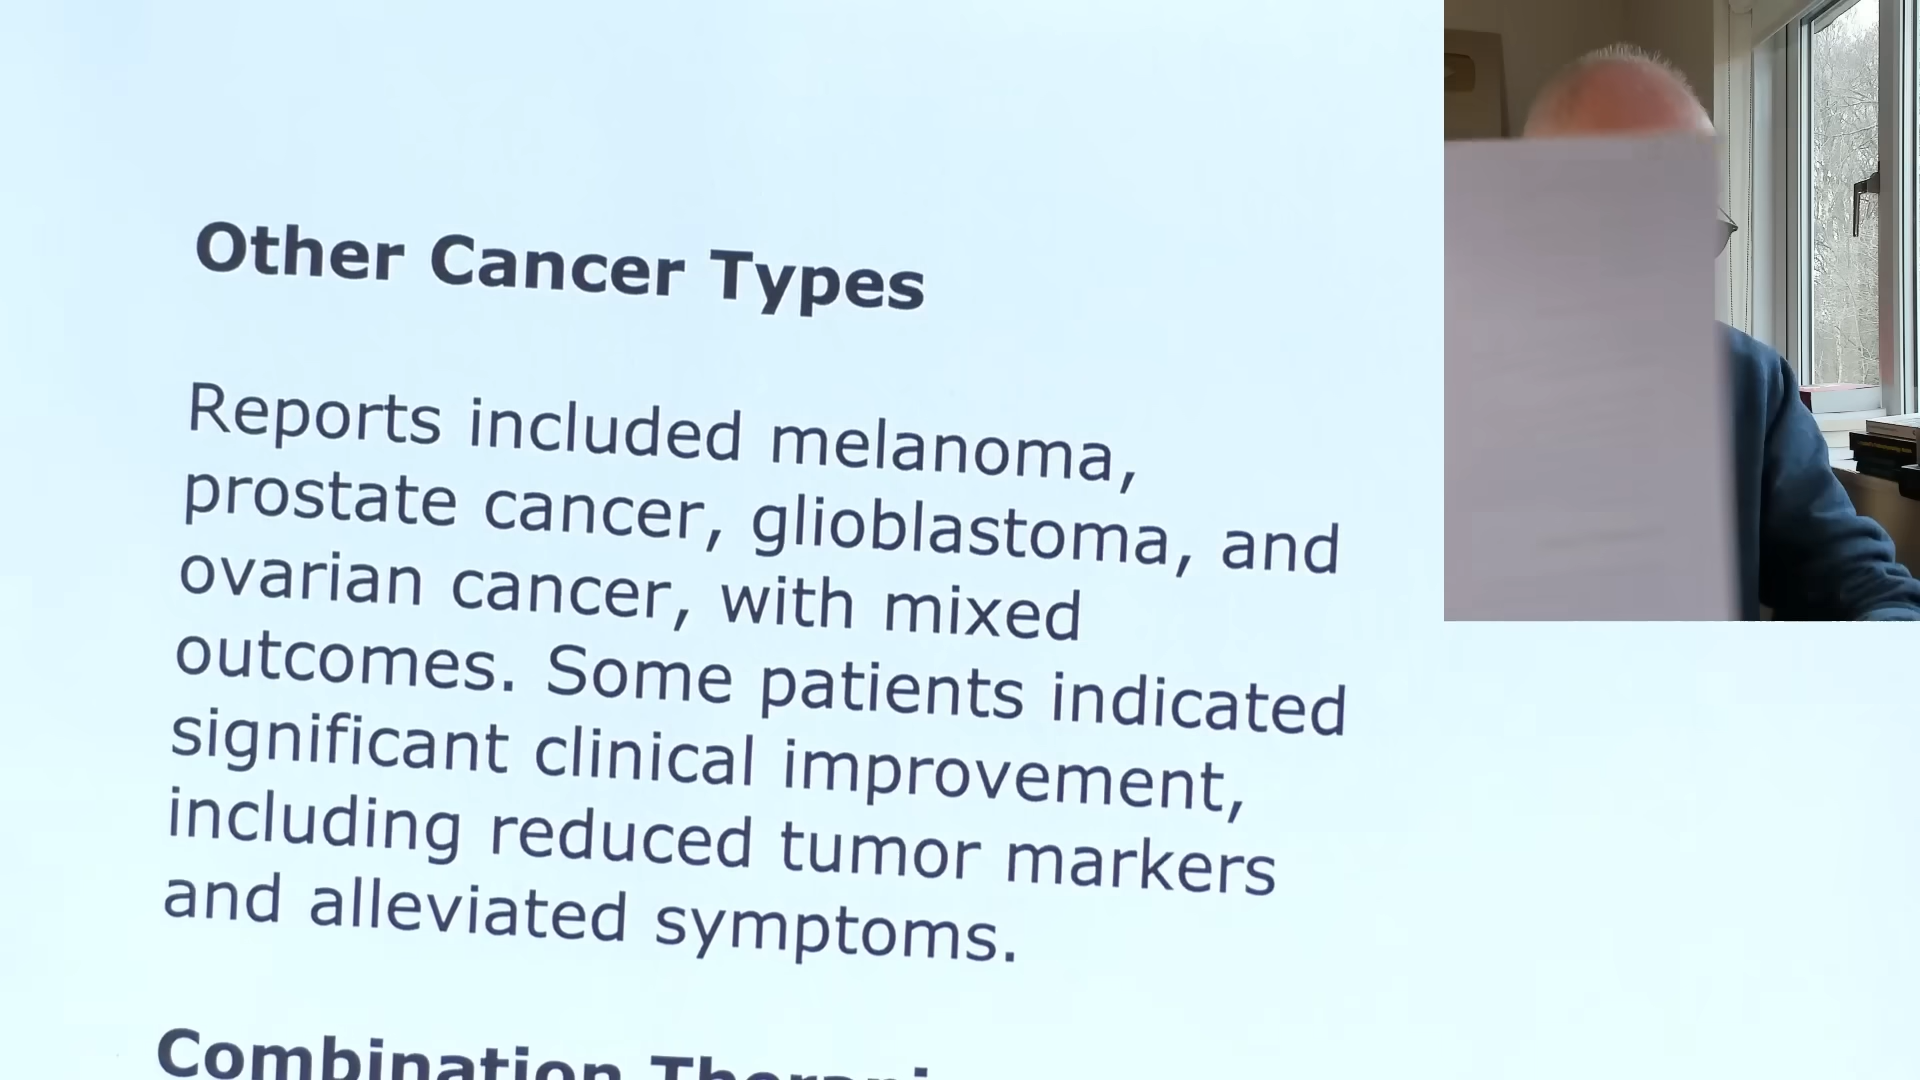 Other Cancer Types
Reports included melanoma,
prostate cancer, glioblastoma, and
ovarian cancer, with mixed
outcomes. Some patients indicated
significant clinical improvement,
including reduced tumor markers
and alleviated symptoms.
Combination